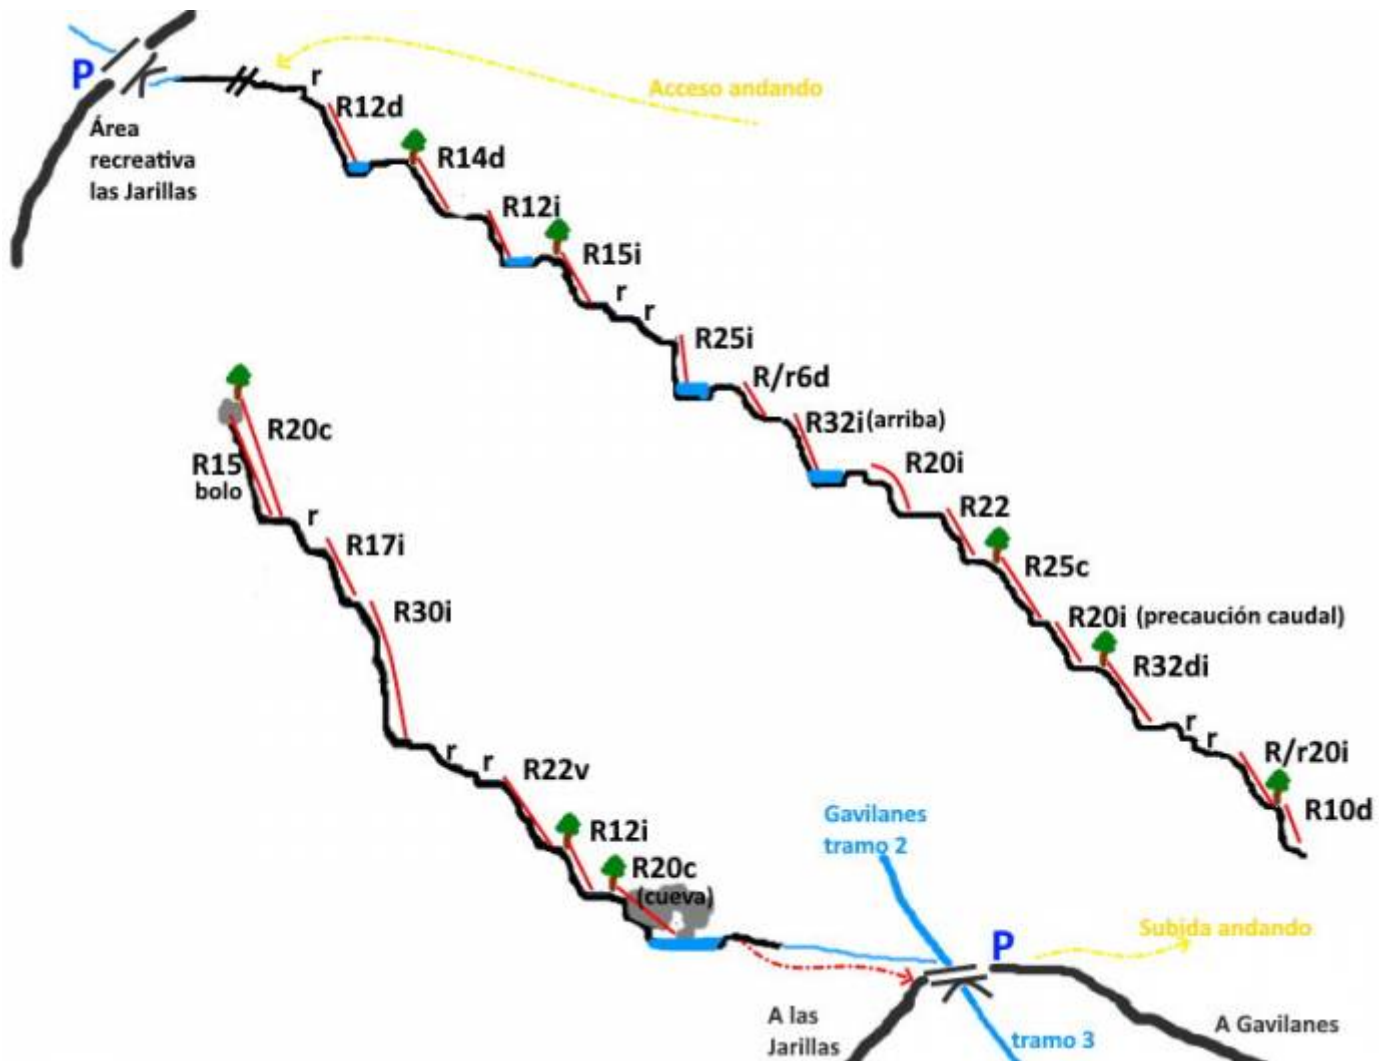 P
Área
recreativa
las Jarillas
r
Acceso andando
R12d
R14d
R12i
R15i
r
r
R25i
R/r6d
R32i (arriba)
R20i
R22
R25c
R20i (precaución caudal)
R32di
r
r
R/r20i
R10d
R20c
R15
bolo
r
R17i
R30i
r
r
R22v
R12i
R20c
(cueva)
Gavilanes
tramo 2
P
Subida andando
A las
Jarillas
tramo 3
A Gavilanes